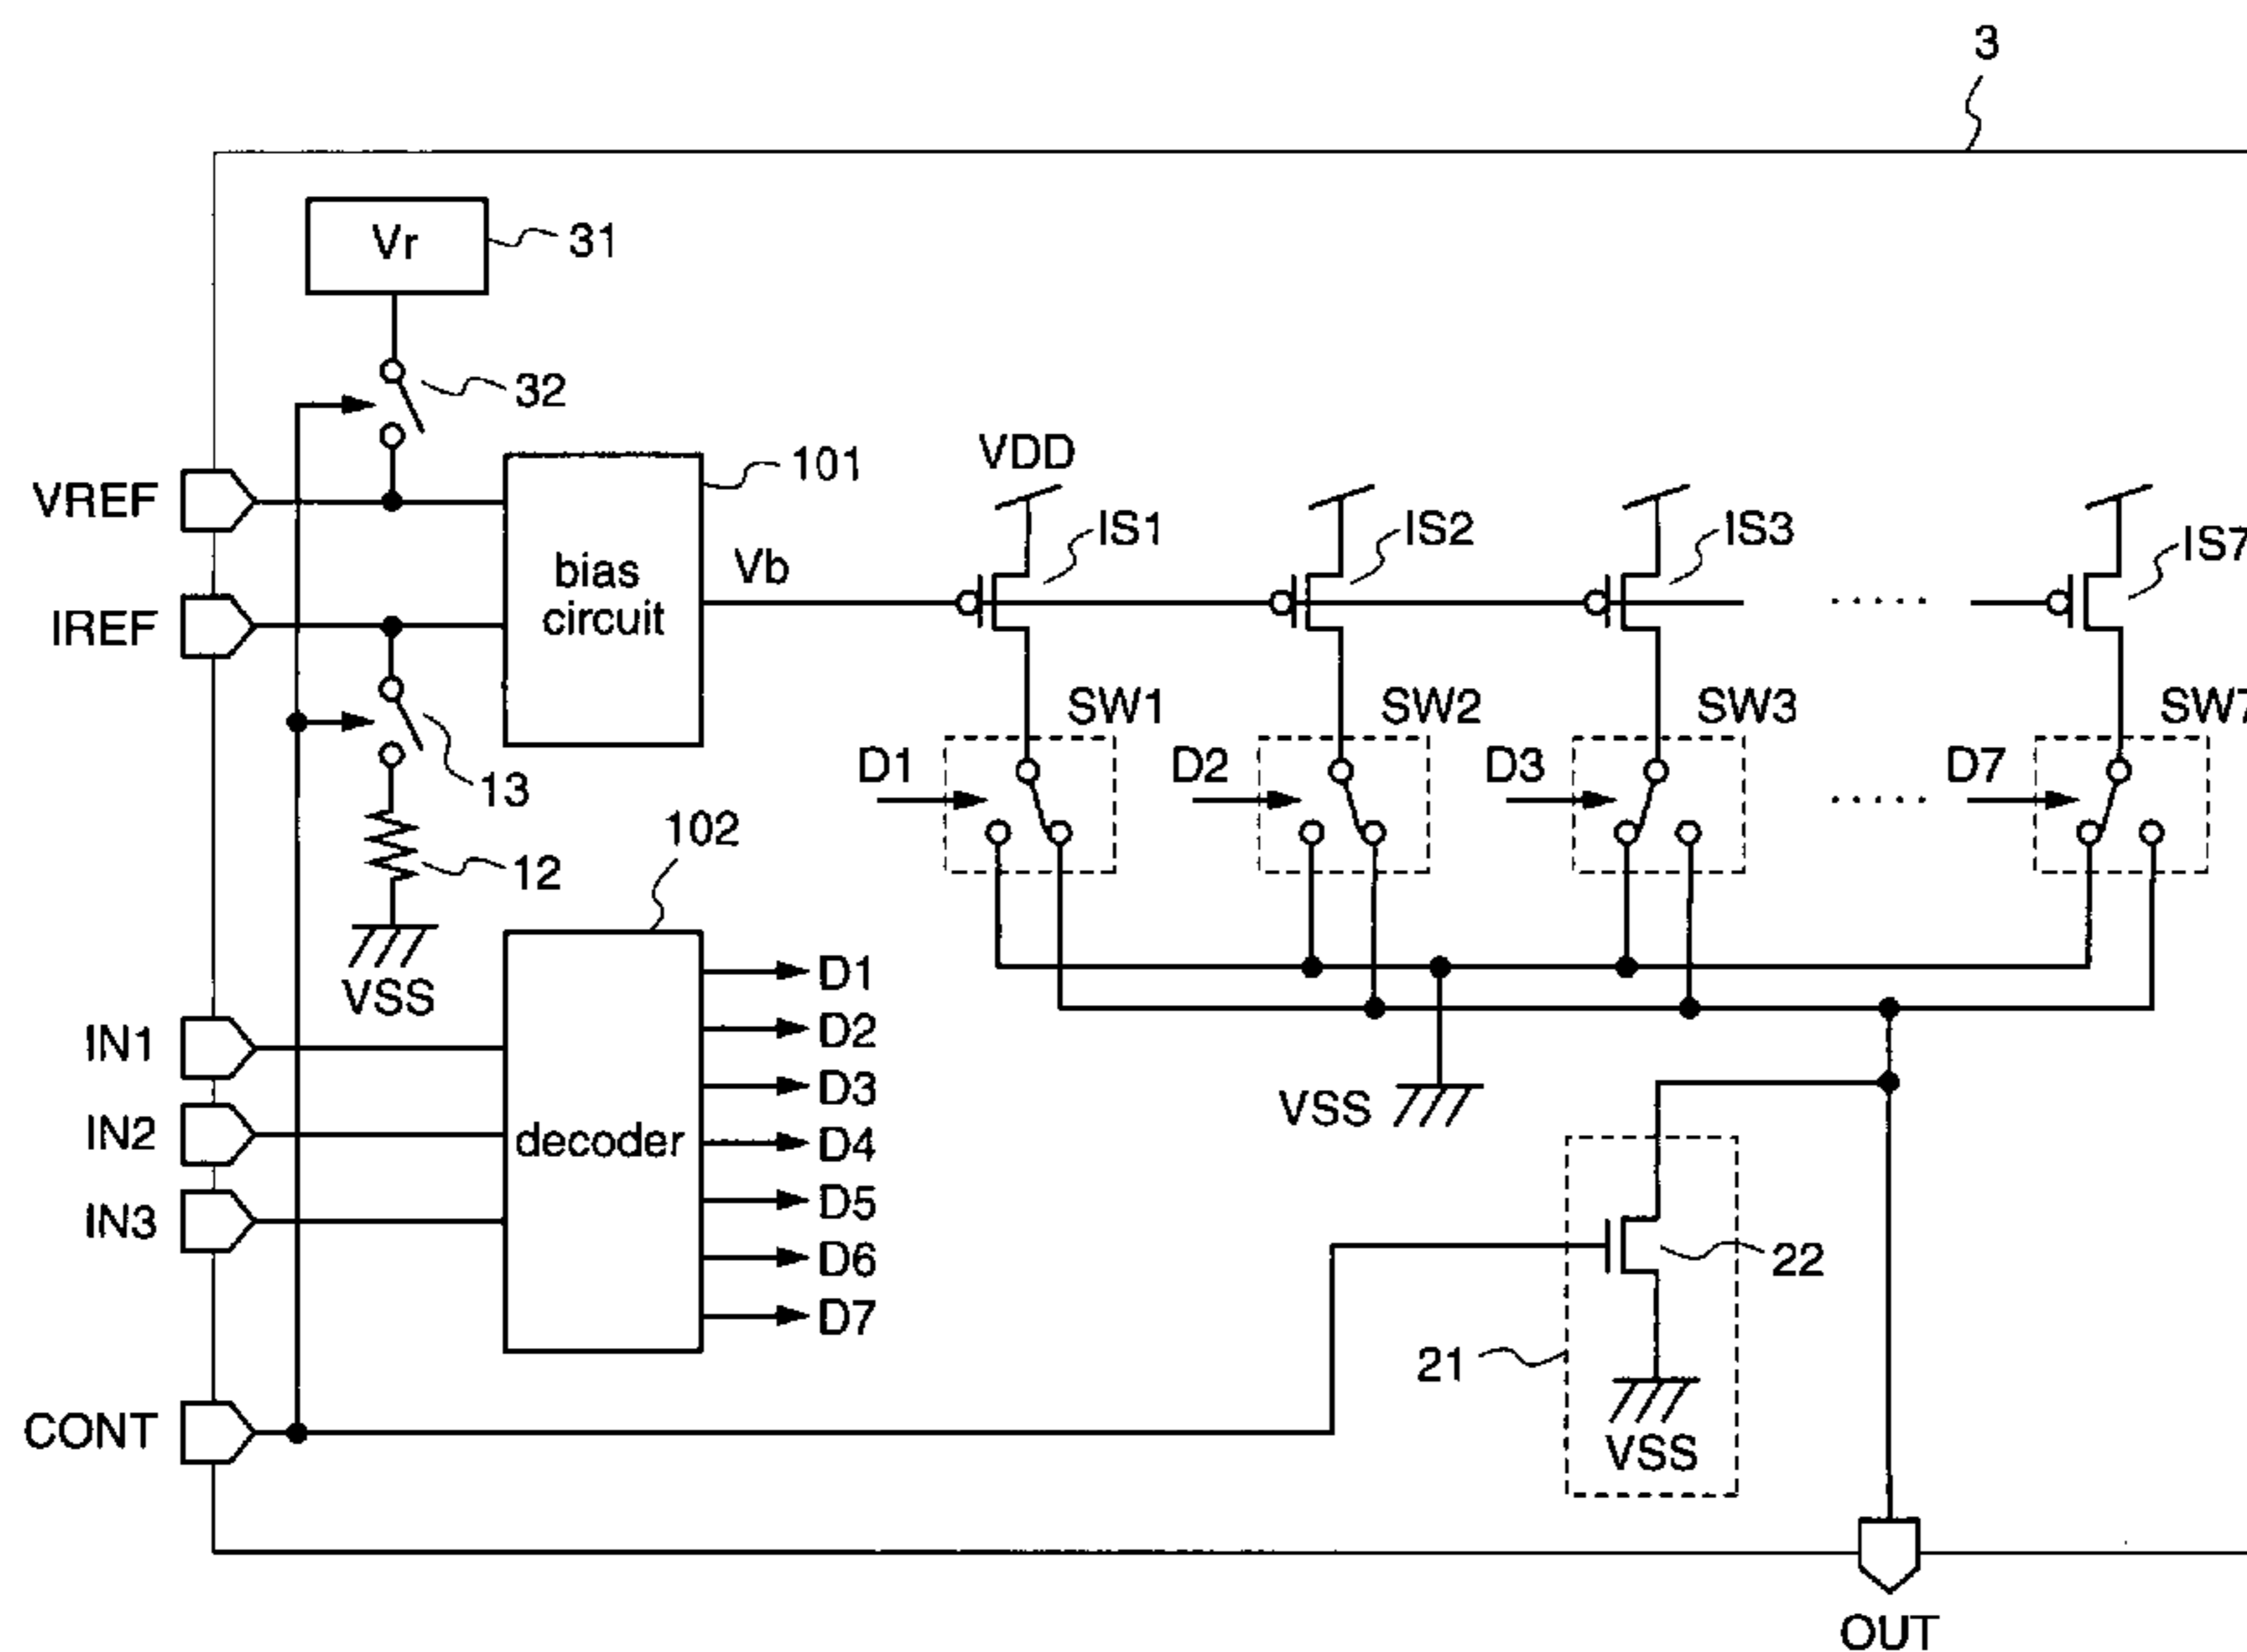 3
Vr
31
32
VREF
101
VDD
IS1
IS2
IS3
IS7
bias
circuit
Vb
IREF
SW1
SW2
SW3
SW7
13
D1
D2
D3
D7
12
102
VSS
IN1
IN2
IN3
decoder
D1
D2
D3
D4
D5
D6
D7
VSS
22
21
VSS
CONT
OUT